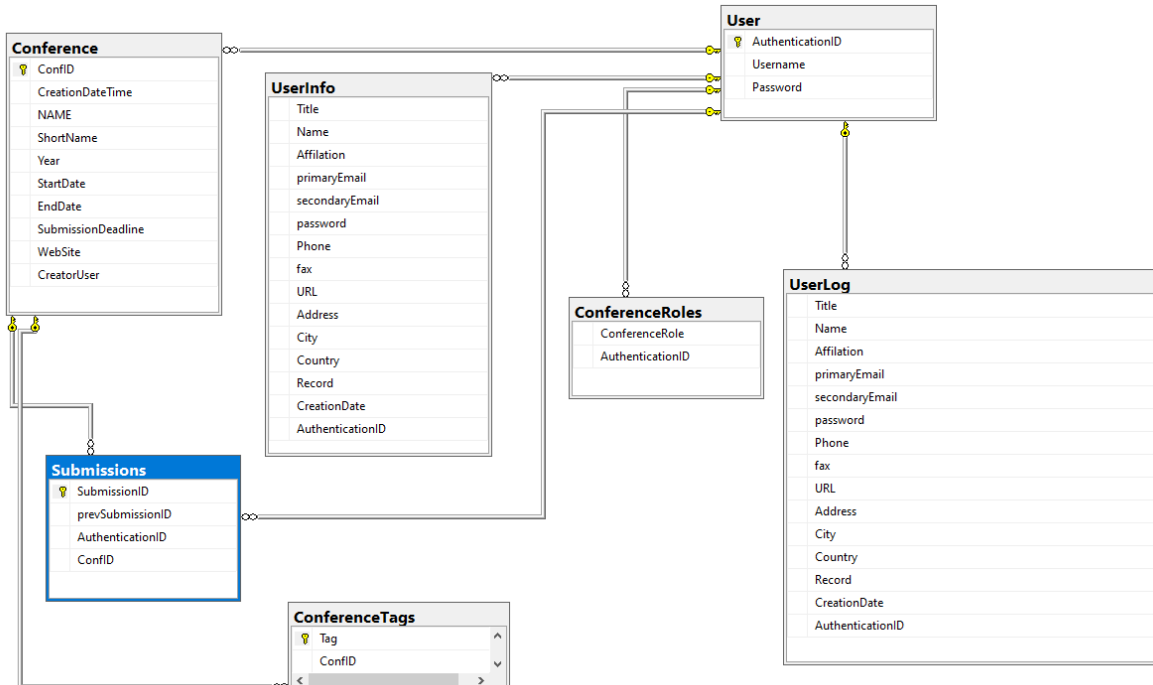 Conference
ConfID
CreationDateTime
NAME
ShortName
Year
StartDate
EndDate
SubmissionDeadline
WebSite
CreatorUser
UserInfo
Title
Name
Affilation
primaryEmail
secondaryEmail
password
Phone
fax
URL
Address
City
Country
Record
CreationDate
AuthenticationID
User
AuthenticationID
Username
Password
ConferenceRoles
ConferenceRole
AuthenticationID
UserLog
Title
Name
Affilation
primaryEmail
secondaryEmail
password
Phone
fax
URL
Address
City
Country
Record
CreationDate
AuthenticationID
Submissions
SubmissionID
prevSubmissionID
AuthenticationID
ConfID
ConferenceTags
Tag
ConfID